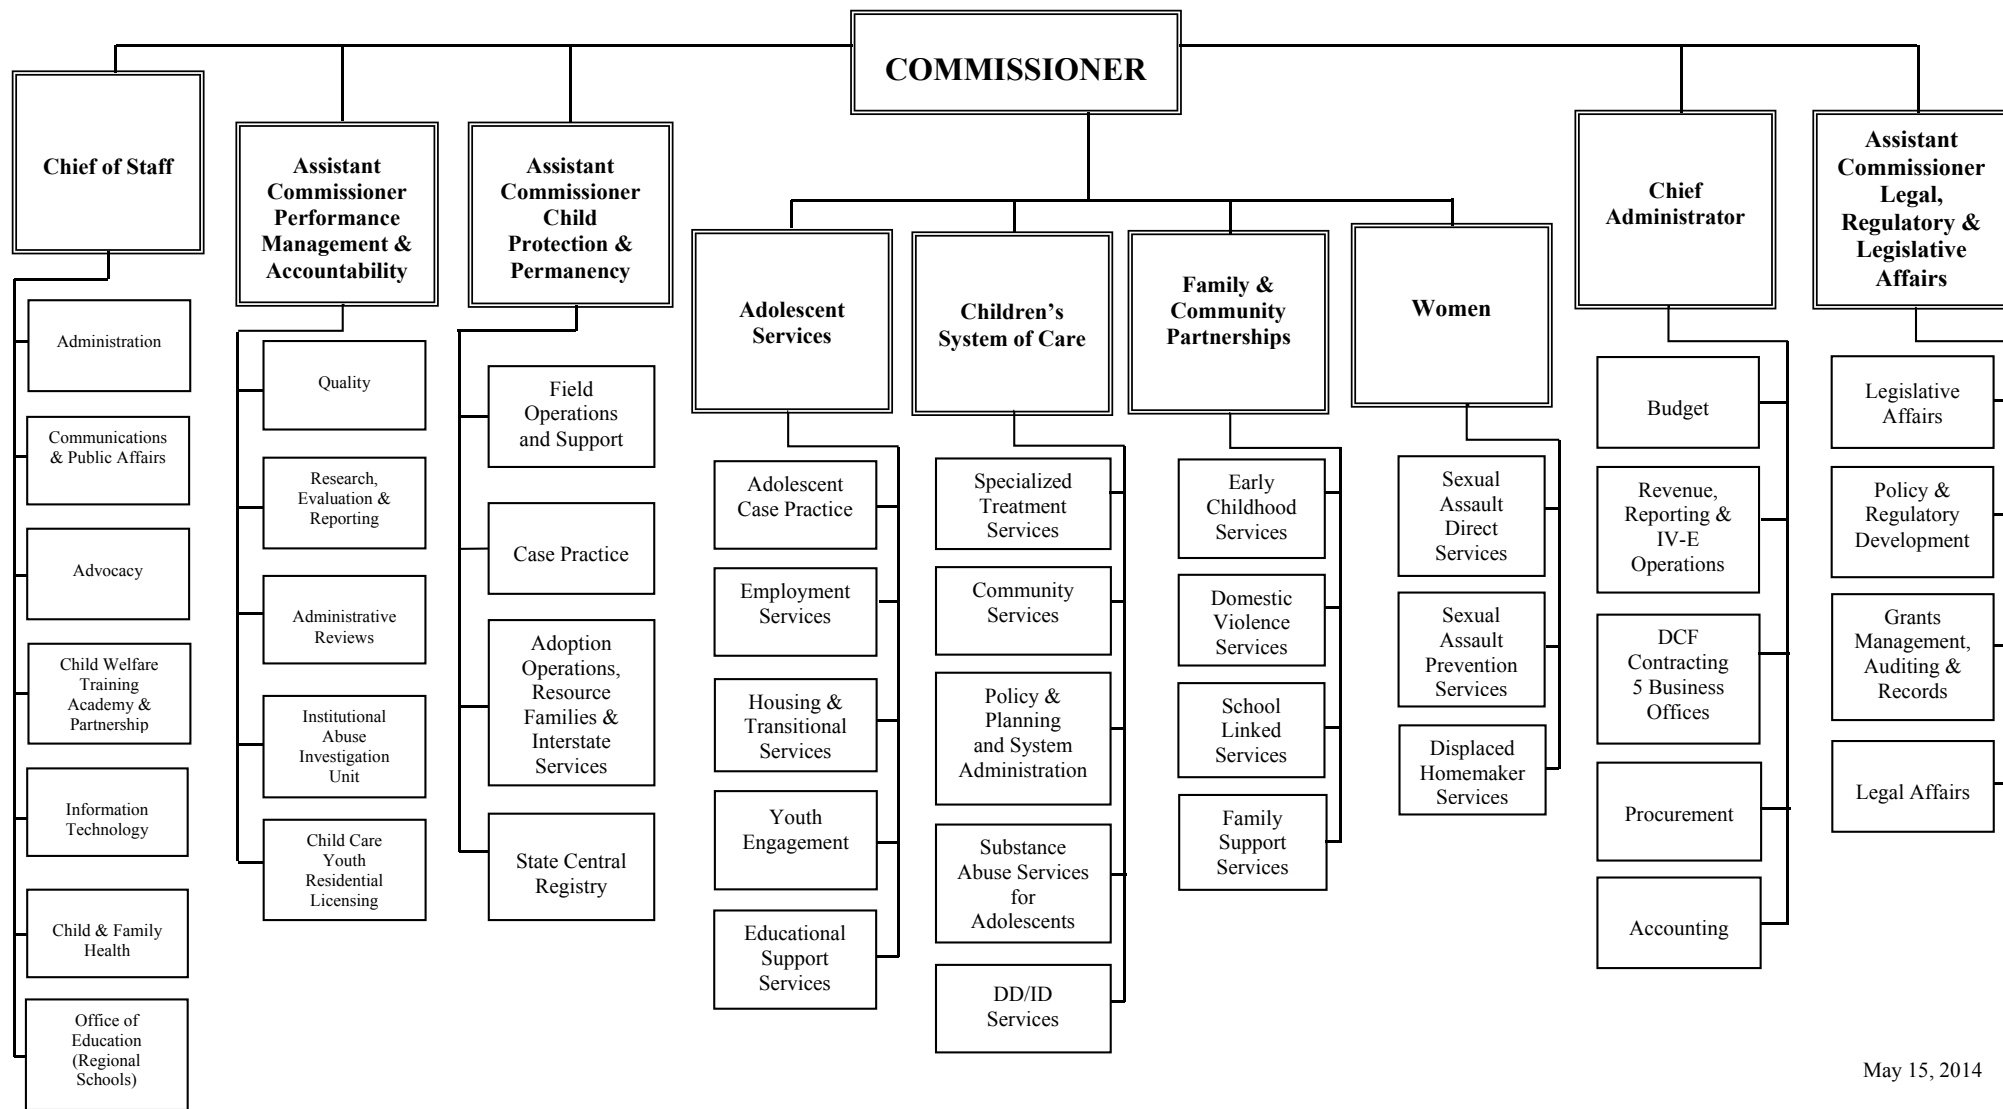 COMMISSIONER
Chief of Staff
Administration
Communications
& Public Affairs
Advocacy
Child Welfare
Training
Academy &
Partnership
Information
Technology
Child & Family
Health
Office of
Education
(Regional
Schools)
Assistant
Commissioner
Performance
Management &
Accountability
Quality
Research,
Evaluation &
Reporting
Administrative
Reviews
Institutional
Abuse
Investigation
Unit
Child Care
Youth
Residential
Licensing
Assistant
Commissioner
Child
Protection &
Permanency
Field
Operations
and Support
Case Practice
Adoption
Operations,
Resource
Families &
Interstate
Services
State Central
Registry
Adolescent
Services
Adolescent
Case Practice
Employment
Services
Housing &
Transitional
Services
Youth
Engagement
Educational
Support
Services
Children's
System of Care
Specialized
Treatment
Services
Community
Services
Policy &
Planning
and System
Administration
Substance
Abuse Services
for
Adolescents
DD/ID
Services
Family &
Community
Partnerships
Early
Childhood
Services
Domestic
Violence
Services
School
Linked
Services
Family
Support
Services
Women
Sexual
Assault
Direct
Services
Sexual
Assault
Prevention
Services
Displaced
Homemaker
Services
Chief
Administrator
Budget
Revenue,
Reporting &
IV-E
Operations
DCF
Contracting
5 Business
Offices
Procurement
Accounting
Assistant
Commissioner
Legal,
Regulatory &
Legislative
Affairs
Legislative
Affairs
Policy &
Regulatory
Development
Grants
Management,
Auditing &
Records
Legal Affairs
May 15, 2014